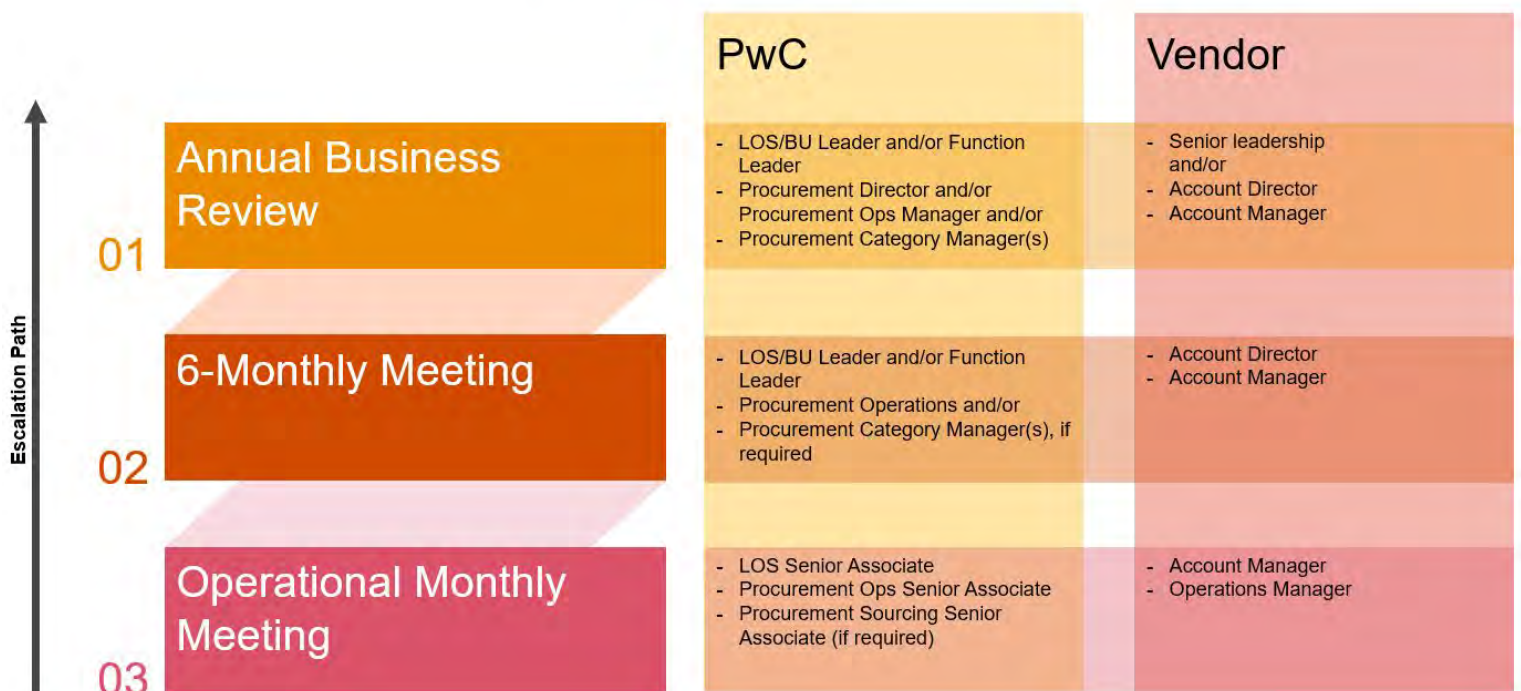 PwC
Vendor
Escalation Path
01
Annual Business
Review
- LOS/BU Leader and/or Function
Leader
- Procurement Director and/or
Procurement Ops Manager and/or
- Procurement Category Manager(s)
- Senior leadership
and/or
- Account Director
- Account Manager
02
6-Monthly Meeting
- LOS/BU Leader and/or Function
Leader
- Procurement Operations and/or
- Procurement Category Manager(s), if
required
- Account Director
- Account Manager
03
Operational Monthly
Meeting
- LOS Senior Associate
- Procurement Ops Senior Associate
- Procurement Sourcing Senior
Associate (if required)
- Account Manager
- Operations Manager